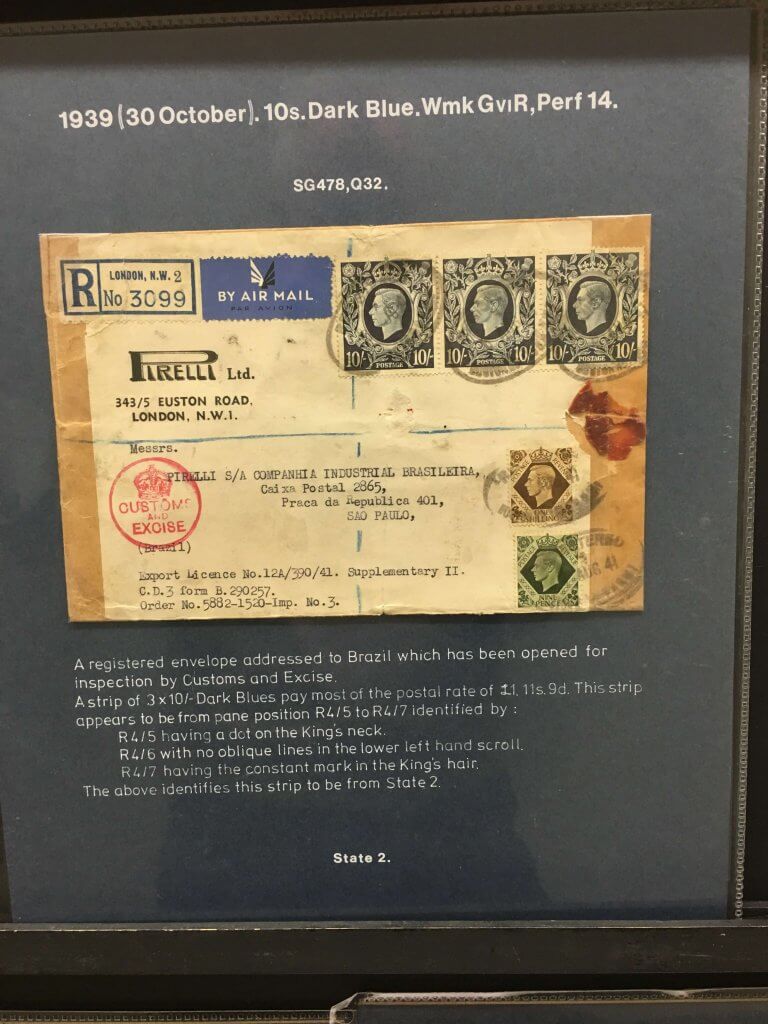 1939 (30 October). 10s.Dark Blue.Wmk GVIR,Perf 14.
SG478,Q32.
R
LONDON, N.W. 2
No 3099
BY AIR MAIL
PAR AVION
10/- 10/-
POSTAGE
10/- 10/-
POSTAGE
10/- 10/-
POSTAGE
PIRELLI Ltd.
343/5 EUSTON ROAD.
LONDON, N.W.1.
Messrs.
PIRELLI S/A COMPANHIA INDUSTRIAL BRASILEIRA,
Caixa Postal 2865,
Praca da Republica 401,
SAO PAULO,
(Brazil)
CUSTOMS
AND
EXCISE
POSTAGE REVENUE
ONE
SHILLING
POSTAGE REVENUE
NINE
PENCE
AUG 41
Export Licence No.12A/390/41. Supplementary II.
C.D.3 form B.290257.
Order No.5882-1520-Imp. No.3.
A registered envelope addressed to Brazil which has been opened for
inspection by Customs and Excise.
A strip of 3x10/-Dark Blues pay most of the postal rate of £1, 11s.9d. This strip
appears to be from pane position R4/5 to R4/7 identified by :
R4/5 having a dot on the King's neck.
R4/6 with no oblique lines in the lower left hand scroll.
R4/7 having the constant mark in the King's hair.
The above identifies this strip to be from State 2.
State 2.